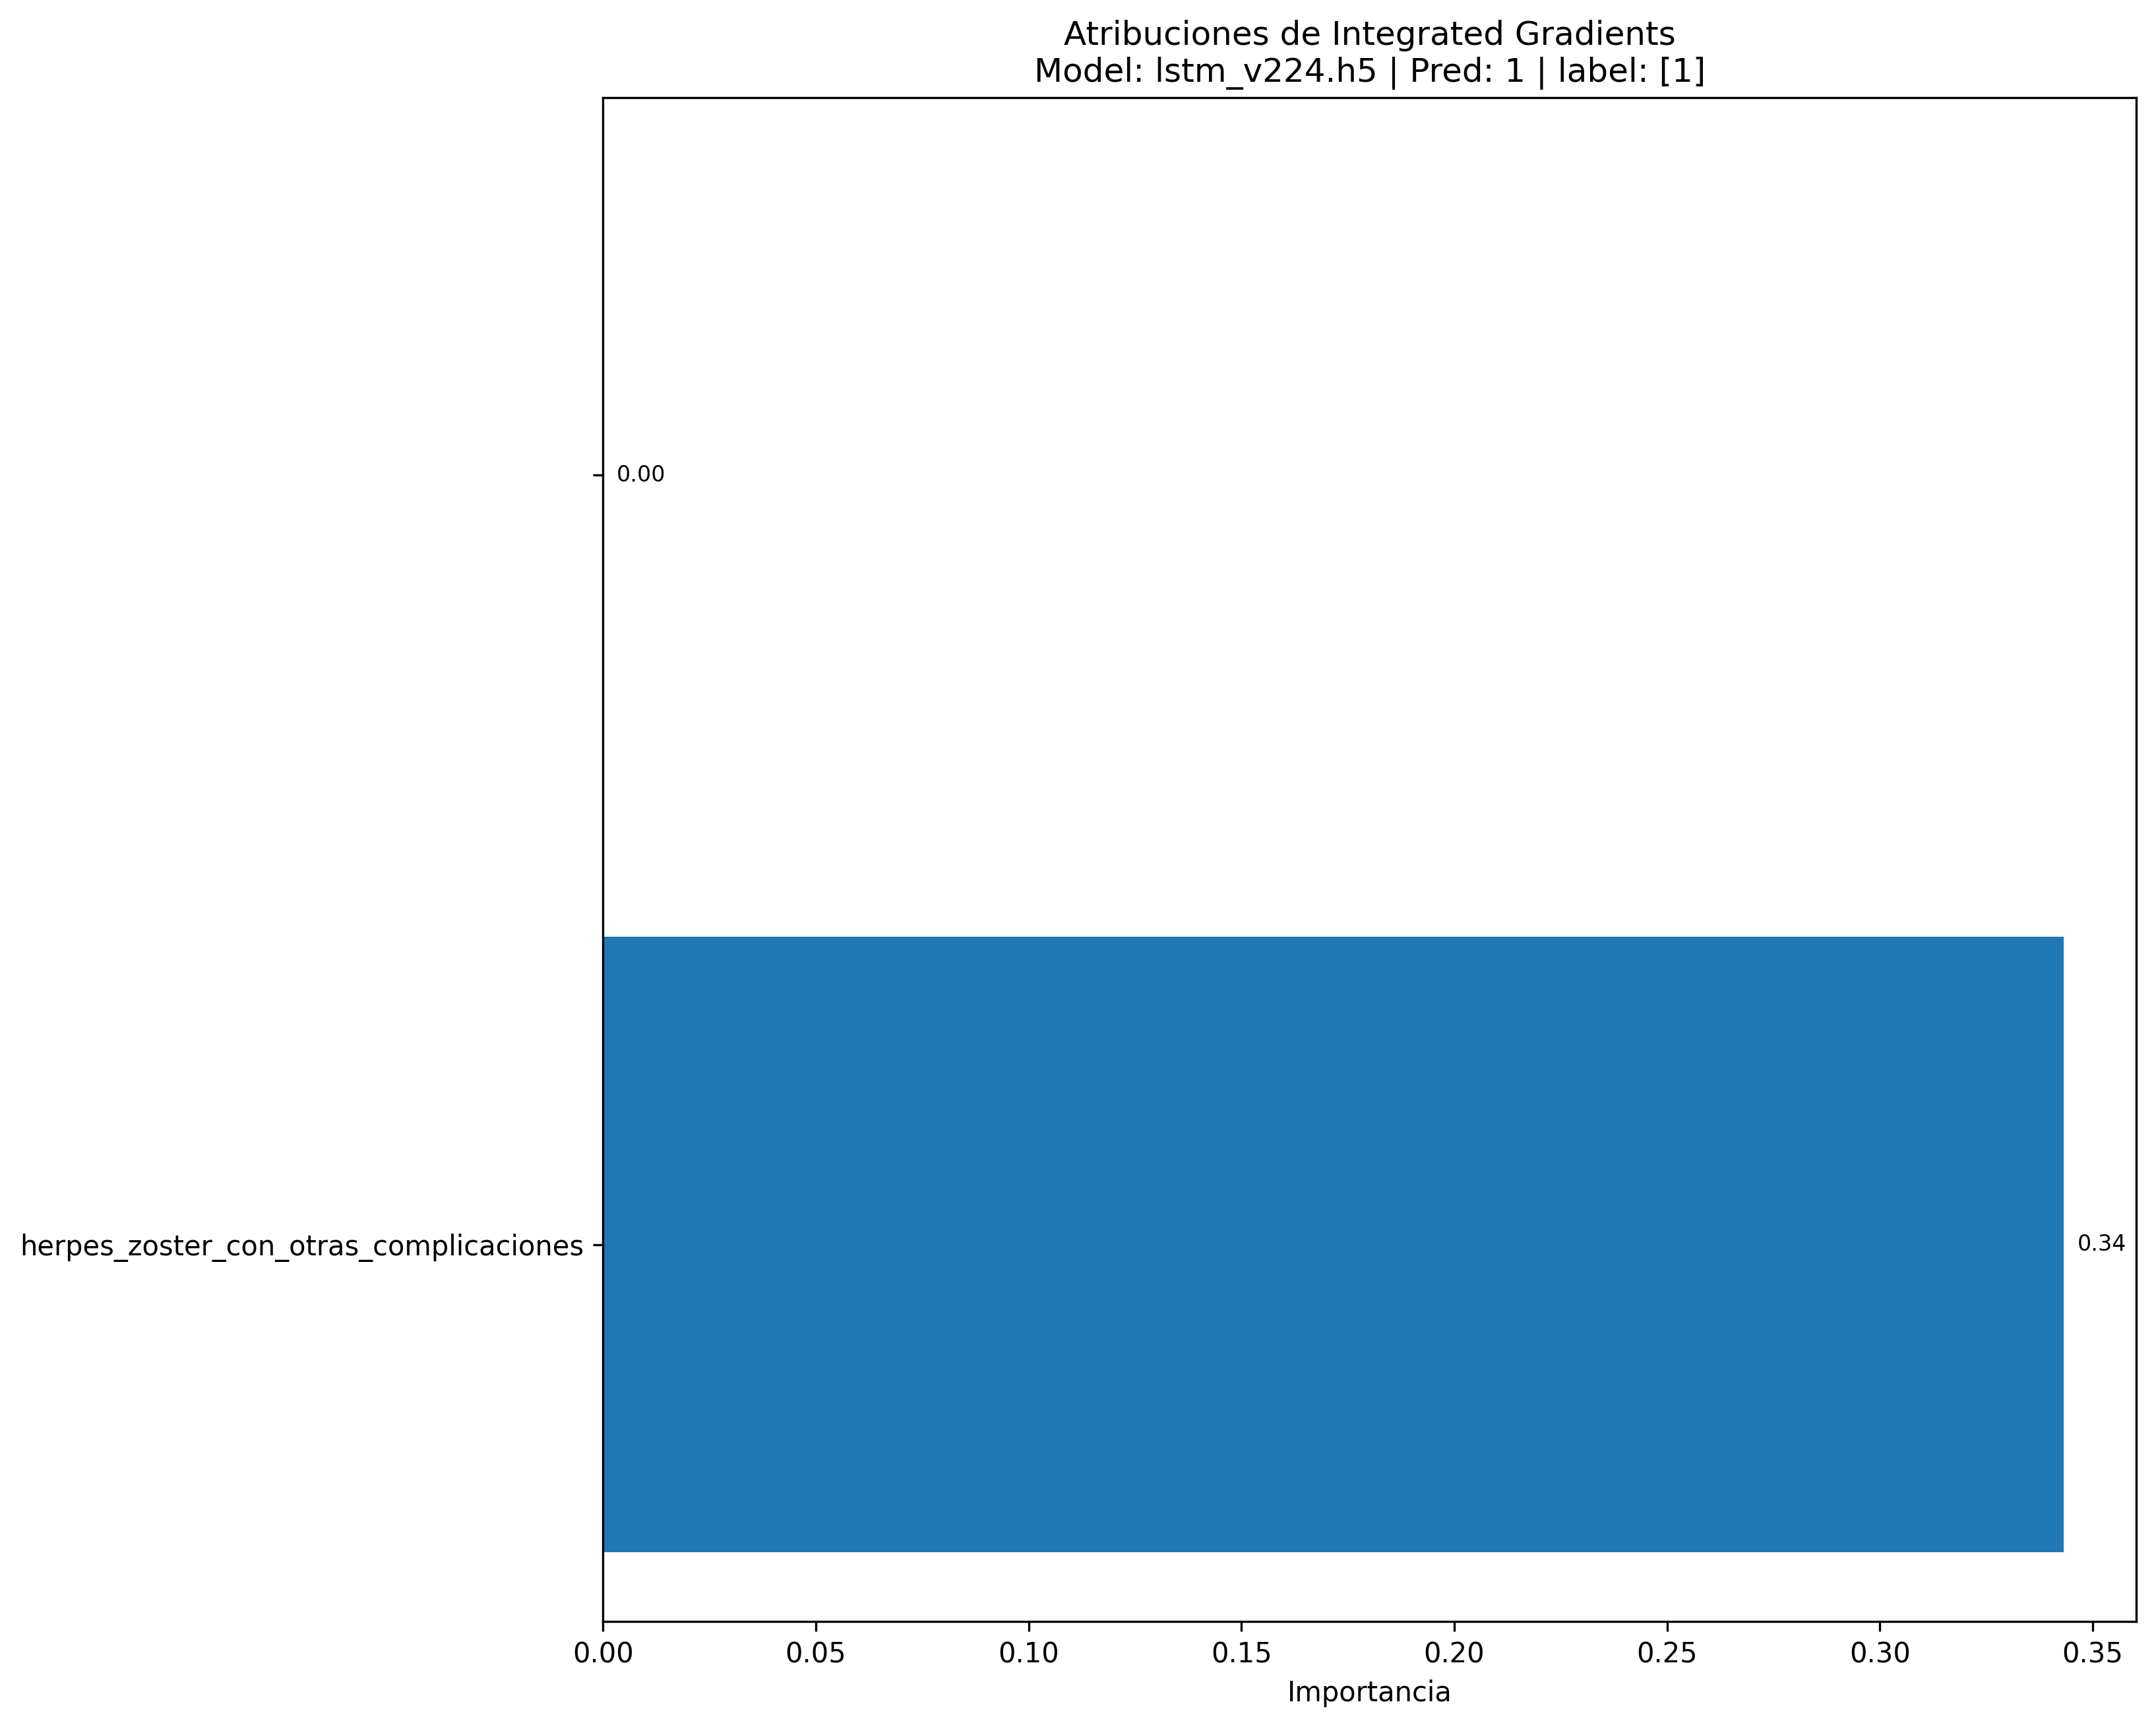 Atribuciones de Integrated Gradients
Model: lstm_v224.h5 | Pred: 1 | label: [1]
0.00
herpes_zoster_con_otras_complicaciones
0.34
0.00 0.05 0.10 0.15 0.20 0.25 0.30 0.35
Importancia